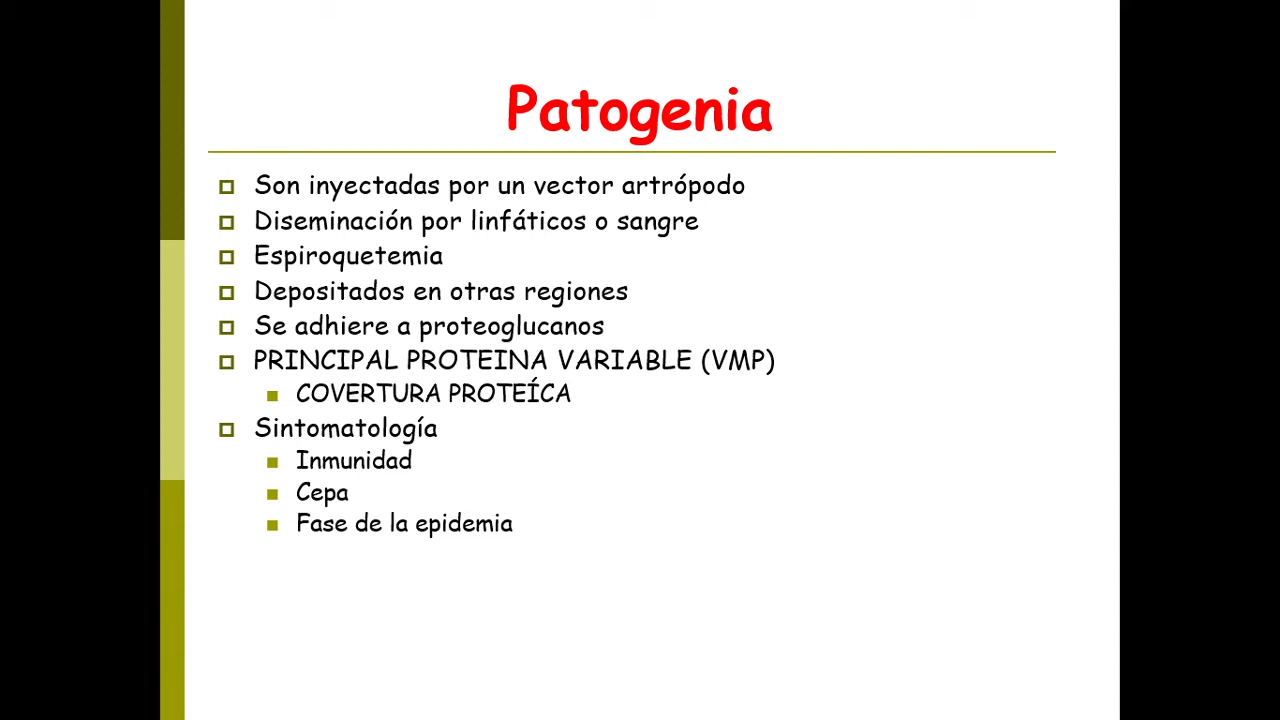 Patogenia
Son inyectadas por un vector artrópodo
Diseminación por linfáticos o sangre
Espiroquetemia
Depositados en otras regiones
Se adhiere a proteoglucanos
PRINCIPAL PROTEINA VARIABLE (VMP)
COVERTURA PROTEÍCA
Sintomatología
Inmunidad
Cepa
Fase de la epidemia